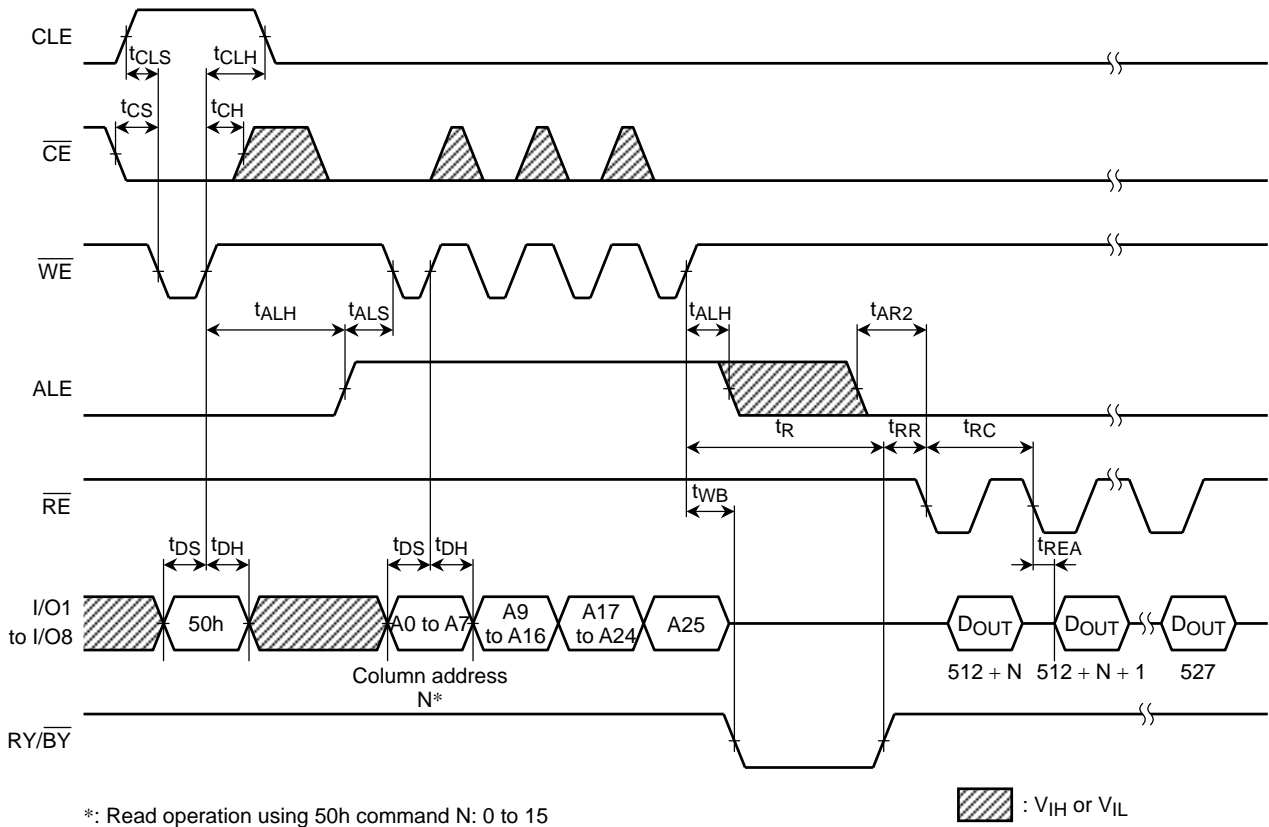 CLE
tCLS
tCLH
tCS
tCH
CE
WE
tALH
tALS
tALH
tAR2
ALE
tR
tRR
tRC
RE
tWB
tDS
tDH
tDS
tDH
tREA
I/O1
to I/O8
50h
A0 to A7
A9
to A16
A17
to A24
A25
DOUT
DOUT
DOUT
512 + N
512 + N + 1
527
Column address
N*
RY/BY
*: Read operation using 50h command N: 0 to 15
: VIH or VIL